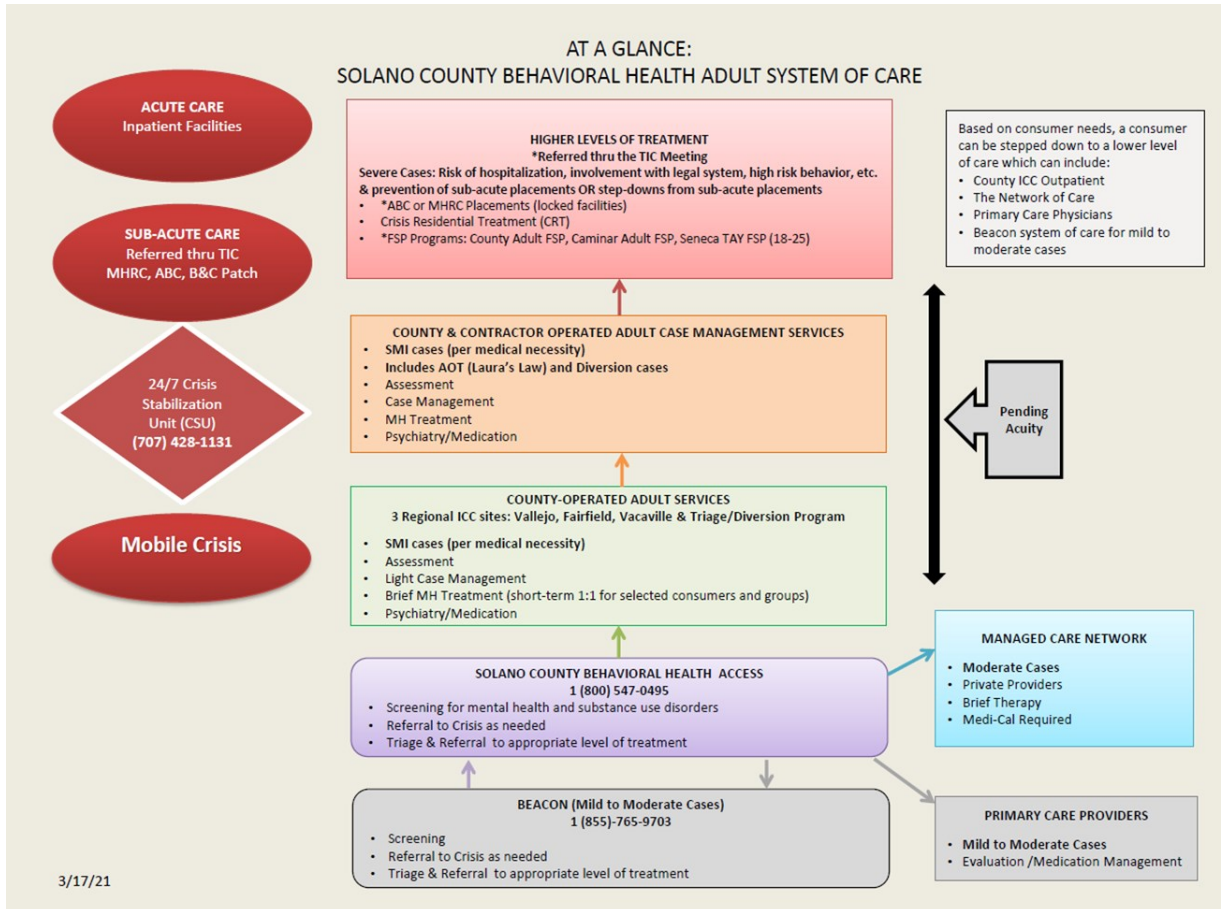 AT A GLANCE:
SOLANO COUNTY BEHAVIORAL HEALTH ADULT SYSTEM OF CARE
ACUTE CARE
Inpatient Facilities
SUB-ACUTE CARE
Referred thru TIC
MHRC, ABC, B&C Patch
24/7 Crisis
Stabilization
Unit (CSU)
(707) 428-1131
Mobile Crisis
HIGHER LEVELS OF TREATMENT
*Referred thru the TIC Meeting
Severe Cases: Risk of hospitalization, involvement with legal system, high risk behavior, etc.
& prevention of sub-acute placements OR step-downs from sub-acute placements
• *ABC or MHRC Placements (locked facilities)
• Crisis Residential Treatment (CRT)
• *FSP Programs: County Adult FSP, Caminar Adult FSP, Seneca TAY FSP (18-25)
COUNTY & CONTRACTOR OPERATED ADULT CASE MANAGEMENT SERVICES
• SMI cases (per medical necessity)
• Includes AOT (Laura's Law) and Diversion cases
• Assessment
• Case Management
• MH Treatment
• Psychiatry/Medication
COUNTY-OPERATED ADULT SERVICES
3 Regional ICC sites: Vallejo, Fairfield, Vacaville & Triage/Diversion Program
• SMI cases (per medical necessity)
• Assessment
• Light Case Management
• Brief MH Treatment (short-term 1:1 for selected consumers and groups)
• Psychiatry/Medication
SOLANO COUNTY BEHAVIORAL HEALTH ACCESS
1 (800) 547-0495
• Screening for mental health and substance use disorders
• Referral to Crisis as needed
• Triage & Referral to appropriate level of treatment
BEACON (Mild to Moderate Cases)
1 (855)-765-9703
• Screening
• Referral to Crisis as needed
• Triage & Referral to appropriate level of treatment
Based on consumer needs, a consumer
can be stepped down to a lower level
of care which can include:
• County ICC Outpatient
• The Network of Care
• Primary Care Physicians
• Beacon system of care for mild to
moderate cases
Pending
Acuity
MANAGED CARE NETWORK
• Moderate Cases
• Private Providers
• Brief Therapy
• Medi-Cal Required
PRIMARY CARE PROVIDERS
• Mild to Moderate Cases
• Evaluation /Medication Management
3/17/21